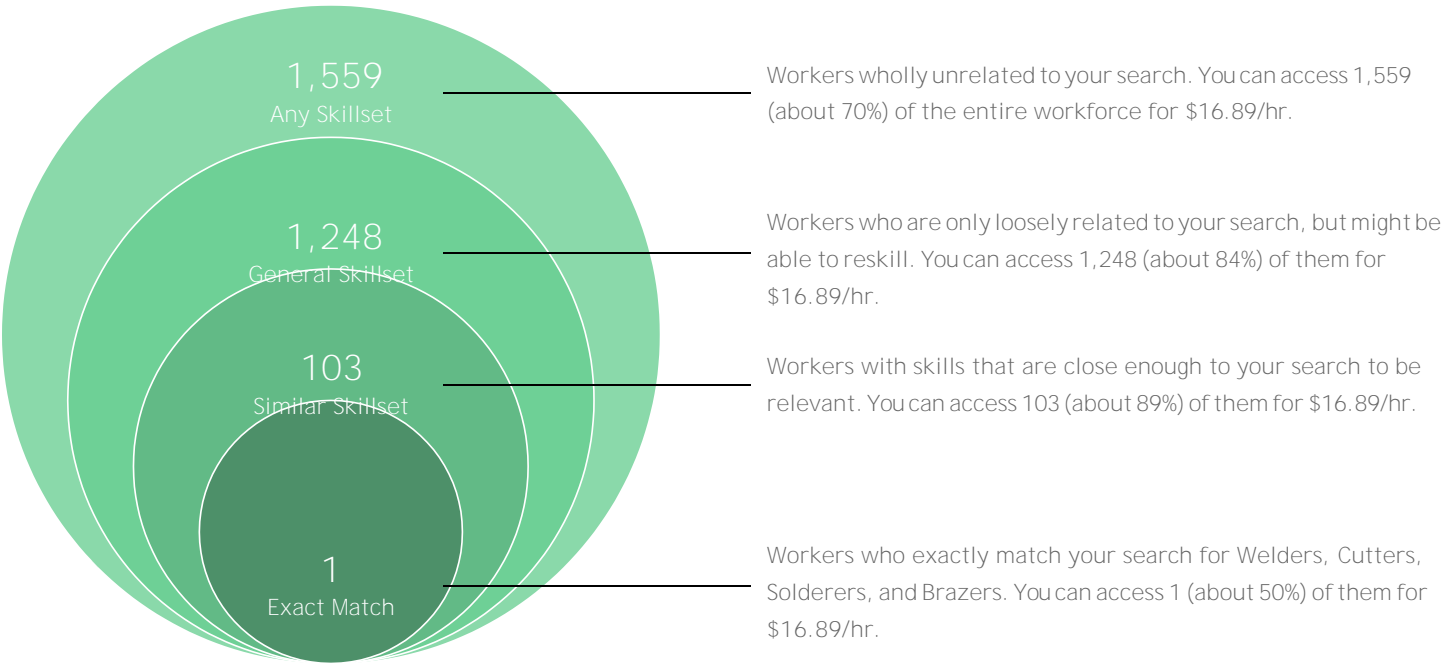 1,559
Any Skillset
Workers wholly unrelated to your search. You can access 1,559
(about 70%) of the entire workforce for $16.89/hr.
1,248
General Skillset
Workers who are only loosely related to your search, but might be
able to reskill. You can access 1,248 (about 84%) of them for
$16.89/hr.
103
Similar Skillset
Workers with skills that are close enough to your search to be
relevant. You can access 103 (about 89%) of them for $16.89/hr.
1
Exact Match
Workers who exactly match your search for Welders, Cutters,
Solderers, and Brazers. You can access 1 (about 50%) of them for
$16.89/hr.